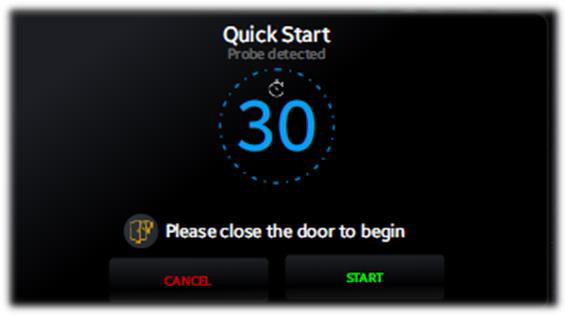 Quick Start
Probe detected
30
Please close the door to begin
CANCEL
START